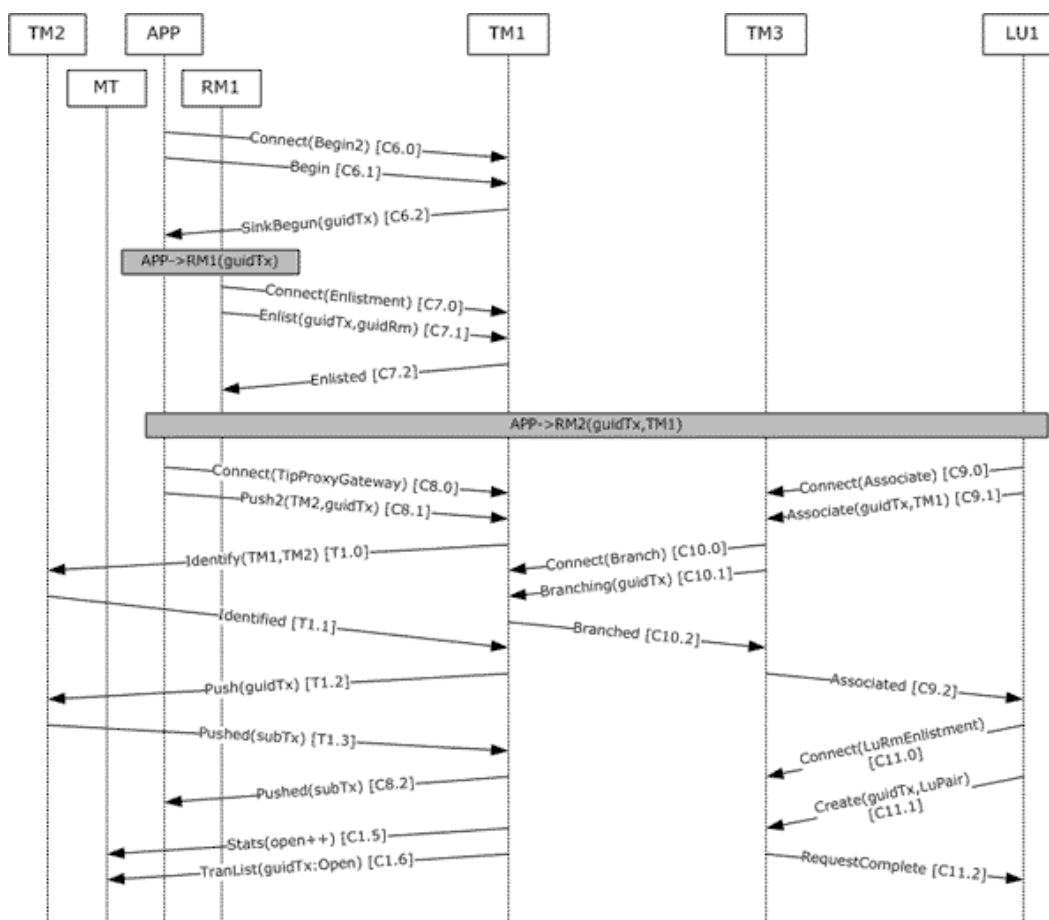 TM2
APP
TM1
TM3
LU1
MT
RM1
Connect(Begin2) [C6.0]
Begin [C6.1]
SinkBegun(guidTx) [C6.2]
APP->RM1(guidTx)
Connect(Enlistment) [C7.0]
Enlist(guidTx,guidRm) [C7.1]
Enlisted [C7.2]
APP->RM2(guidTx,TM1)
Connect(TipProxyGateway) [C8.0]
Connect(Associate) [C9.0]
Push2(TM2,guidTx) [C8.1]
Associate(guidTx,TM1) [C9.1]
Identify(TM1,TM2) [T1.0]
Connect(Branch) [C10.0]
Branching(guidTx) [C10.1]
Identified [T1.1]
Branched [C10.2]
Push(guidTx) [T1.2]
Associated [C9.2]
Pushed(subTx) [T1.3]
Connect(LuRmEnlistment)
[C11.0]
Pushed(subTx) [C8.2]
Create(guidTx,LuPair)
[C11.1]
Stats(open++) [C1.5]
TranList(guidTx:Open) [C1.6]
RequestComplete [C11.2]